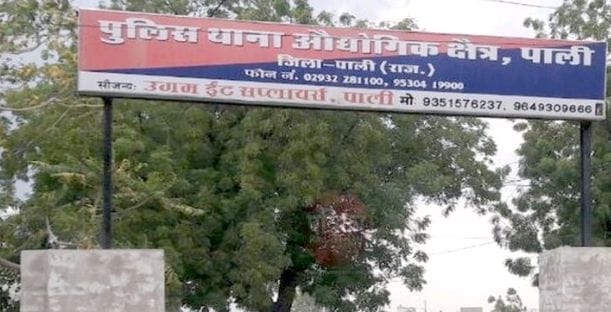 पुलिस थाना औद्योगिक क्षैत्र, पाली
जिला-पाली (राज.)
फोन नं. 02932 281100, 95304 19900
सौजन्यः उगम ईंट सप्लायर्स, पाली मो. 9351576237, 9649309666